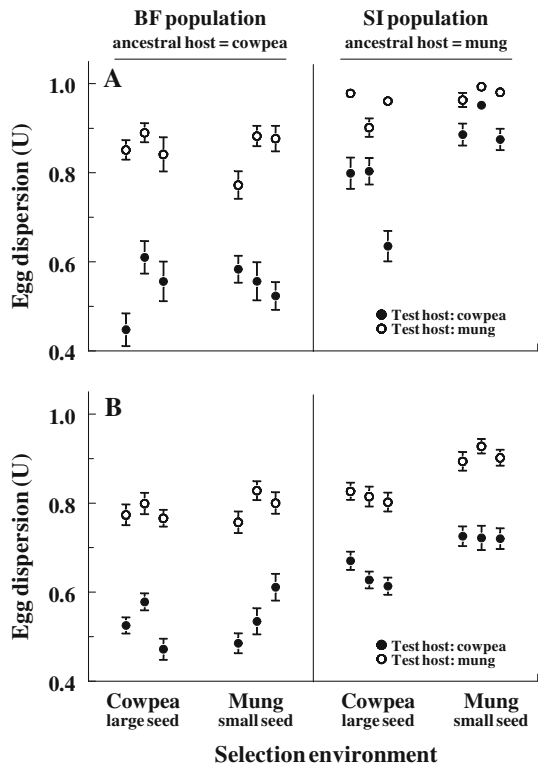 BF population
ancestral host = cowpea
SI population
ancestral host = mung
A
Egg dispersion (U)
1.0
0.8
0.6
0.4
Test host: cowpea
Test host: mung
B
Egg dispersion (U)
1.0
0.8
0.6
0.4
Test host: cowpea
Test host: mung
Cowpea
large seed
Mung
small seed
Cowpea
large seed
Mung
small seed
Selection environment